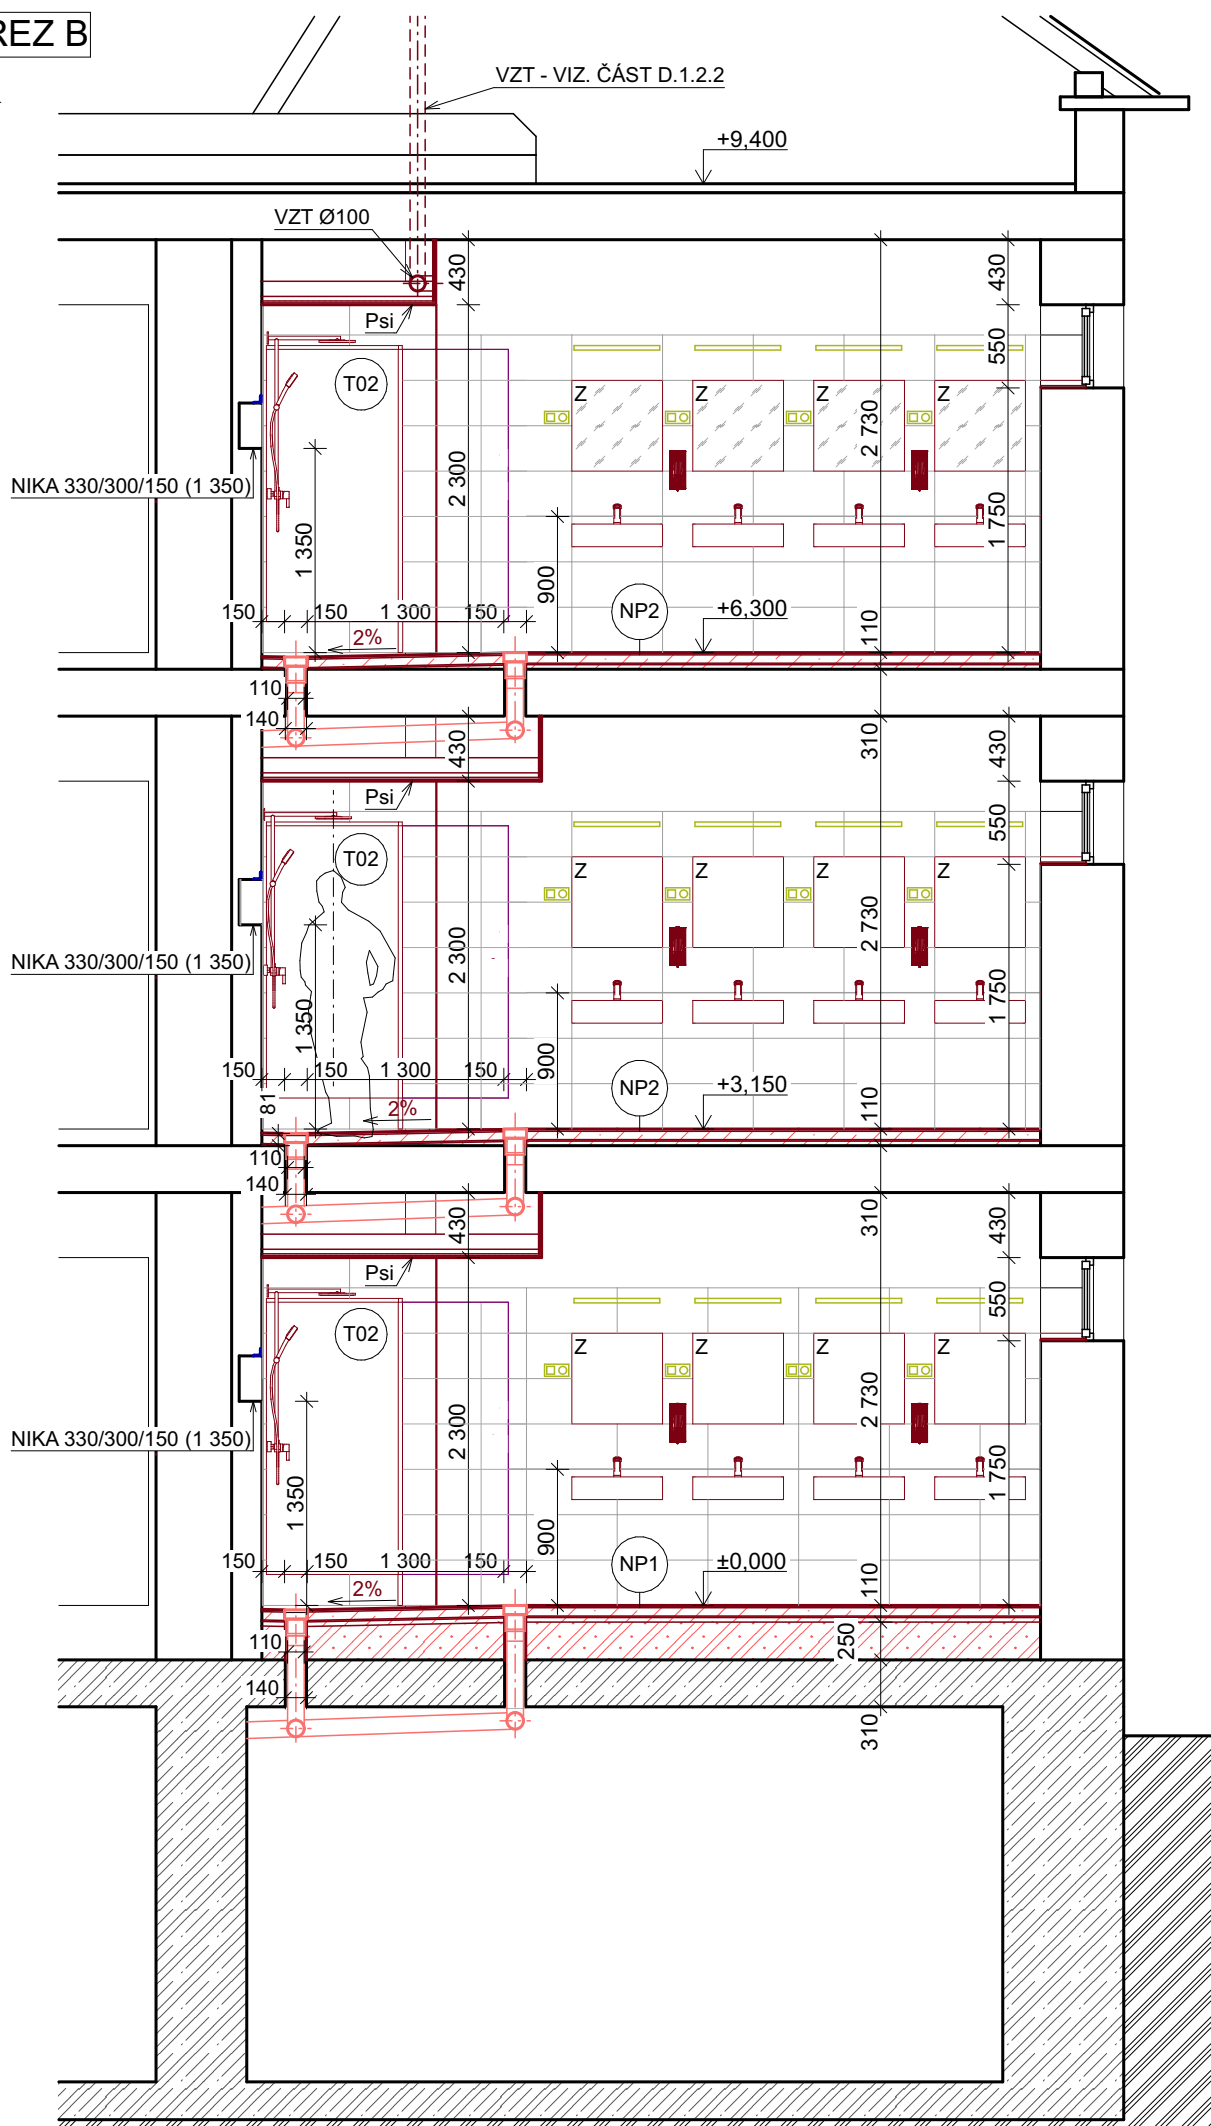 ŘEZ B
VZT - VIZ. ČÁST D.1.2.2
+9,400
VZT Ø100
430
430
Psi
550
T02
Z
Z
Z
Z
2 730
2 300
NIKA 330/300/150 (1 350)
1 350
1 750
900
150
150
1 300
150
NP2
+6,300
110
2%
110
140
430
310
430
Psi
550
T02
Z
Z
Z
Z
2 730
2 300
NIKA 330/300/150 (1 350)
1 350
1 750
900
150
150
1 300
150
NP2
+3,150
110
81
2%
110
140
430
310
430
Psi
550
T02
Z
Z
Z
Z
2 730
2 300
NIKA 330/300/150 (1 350)
1 350
1 750
900
150
150
1 300
150
NP1
±0,000
110
2%
110
250
140
310